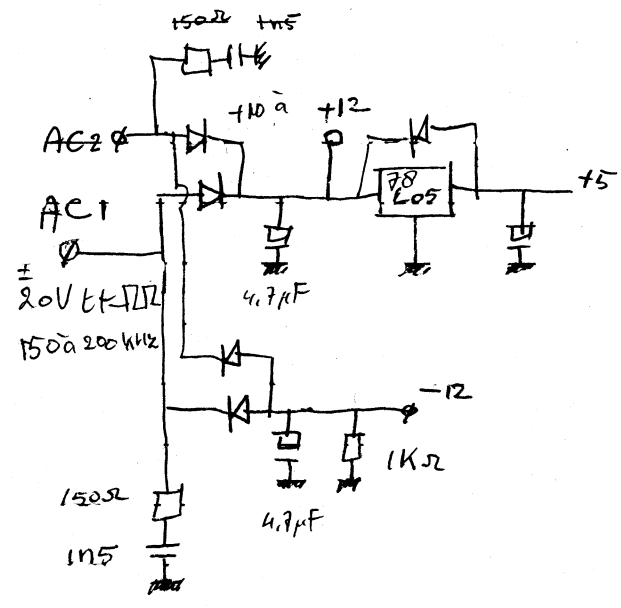 150Ω 1n5
+10 à
+12
AC2
78
L05
+5
AC1
±
20V
150 à 200 kHz
4,7µF
-12
1KΩ
150Ω
4,7µF
1n5